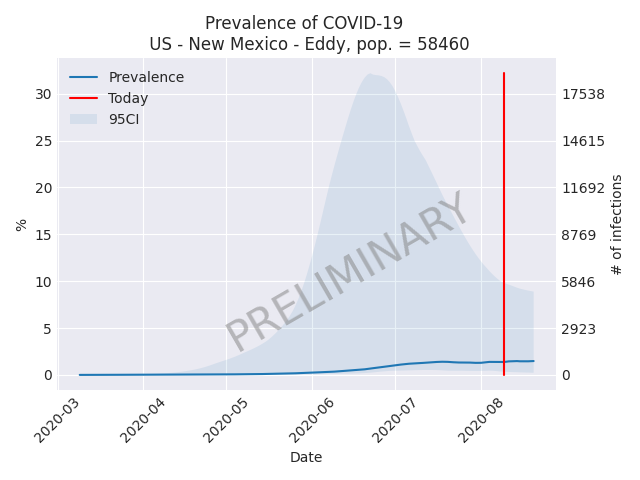 Prevalence of COVID-19
US - New Mexico - Eddy, pop. = 58460
Prevalence
Today
95CI
%
30
25
20
15
10
5
0
17538
14615
11692
8769
5846
2923
0
# of infections
PRELIMINARY
2020-03
2020-04
2020-05
2020-06
2020-07
2020-08
Date